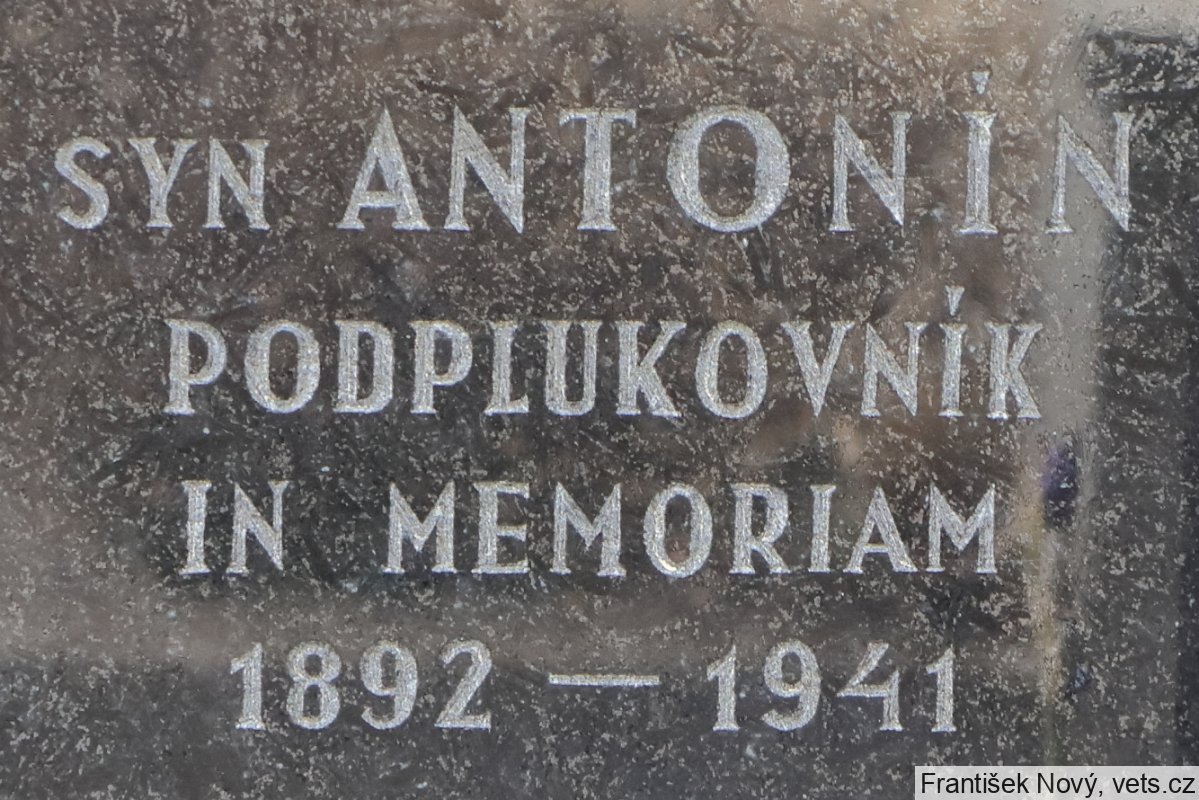 SYN ANTONÍN
PODPLUKOVNÍK
IN MEMORIAM
1892 — 1941
František Nový, vets.cz